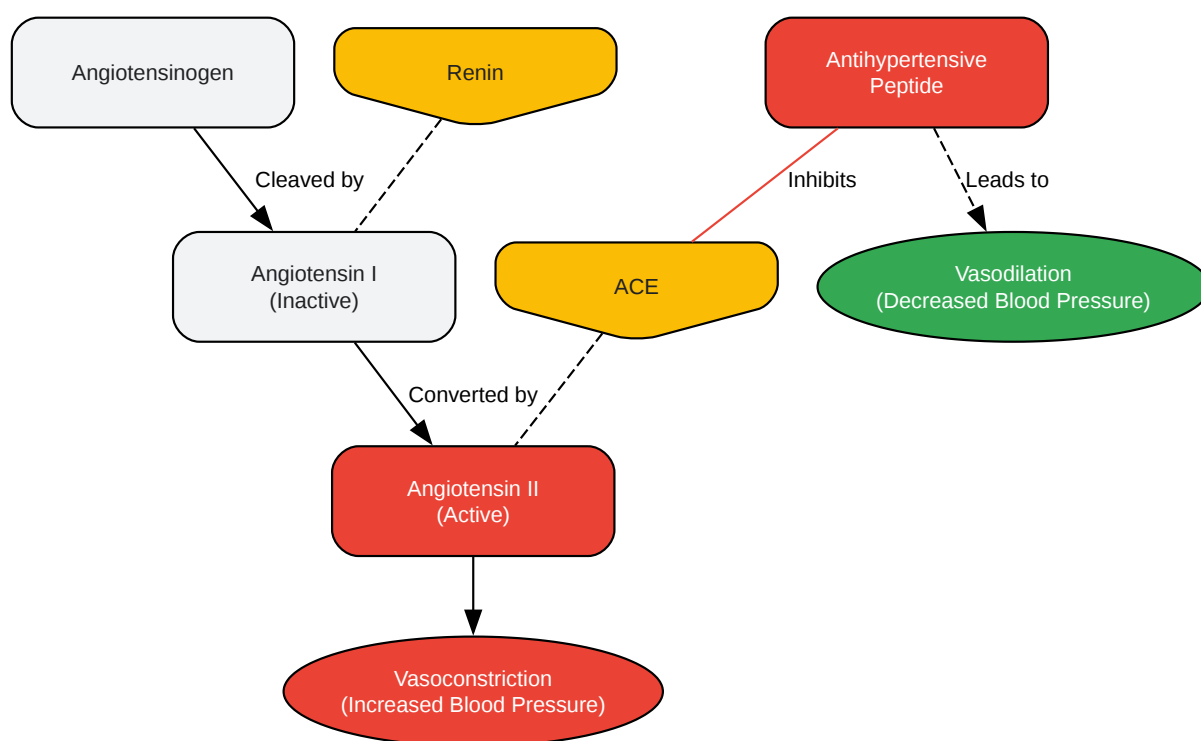 Angiotensinogen
Renin
Antihypertensive
Peptide
Cleaved by
Inhibits
Leads to
Angiotensin I
(Inactive)
ACE
Vasodilation
(Decreased Blood Pressure)
Converted by
Angiotensin II
(Active)
Vasoconstriction
(Increased Blood Pressure)